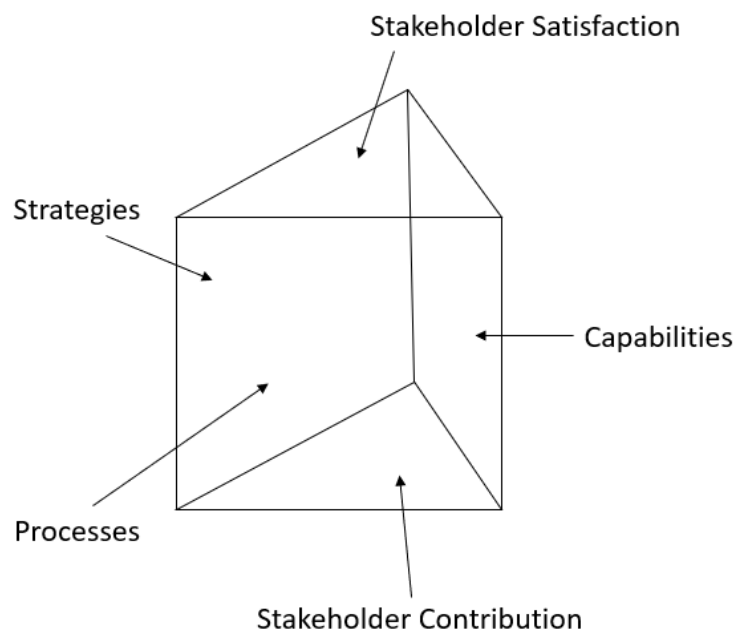 Stakeholder Satisfaction
Strategies
Capabilities
Processes
Stakeholder Contribution